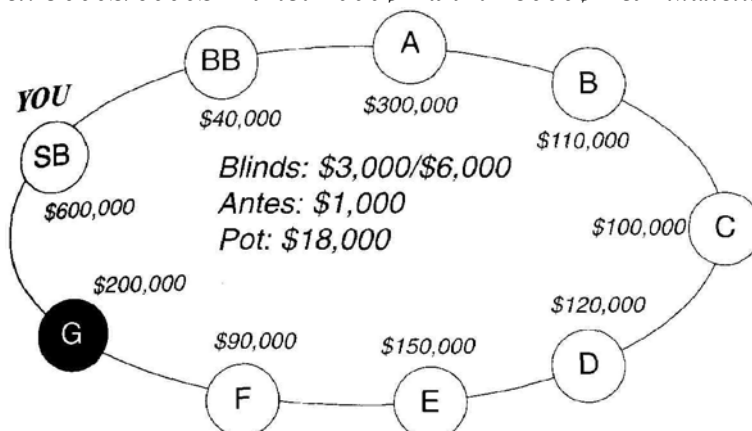 BB
A
B
YOU
$40,000
$300,000
$110,000
SB
Blinds: $3,000/$6,000
Antes: $1,000
Pot: $18,000
$600,000
$100,000
C
$200,000
G
$90,000
$150,000
$120,000
F
E
D